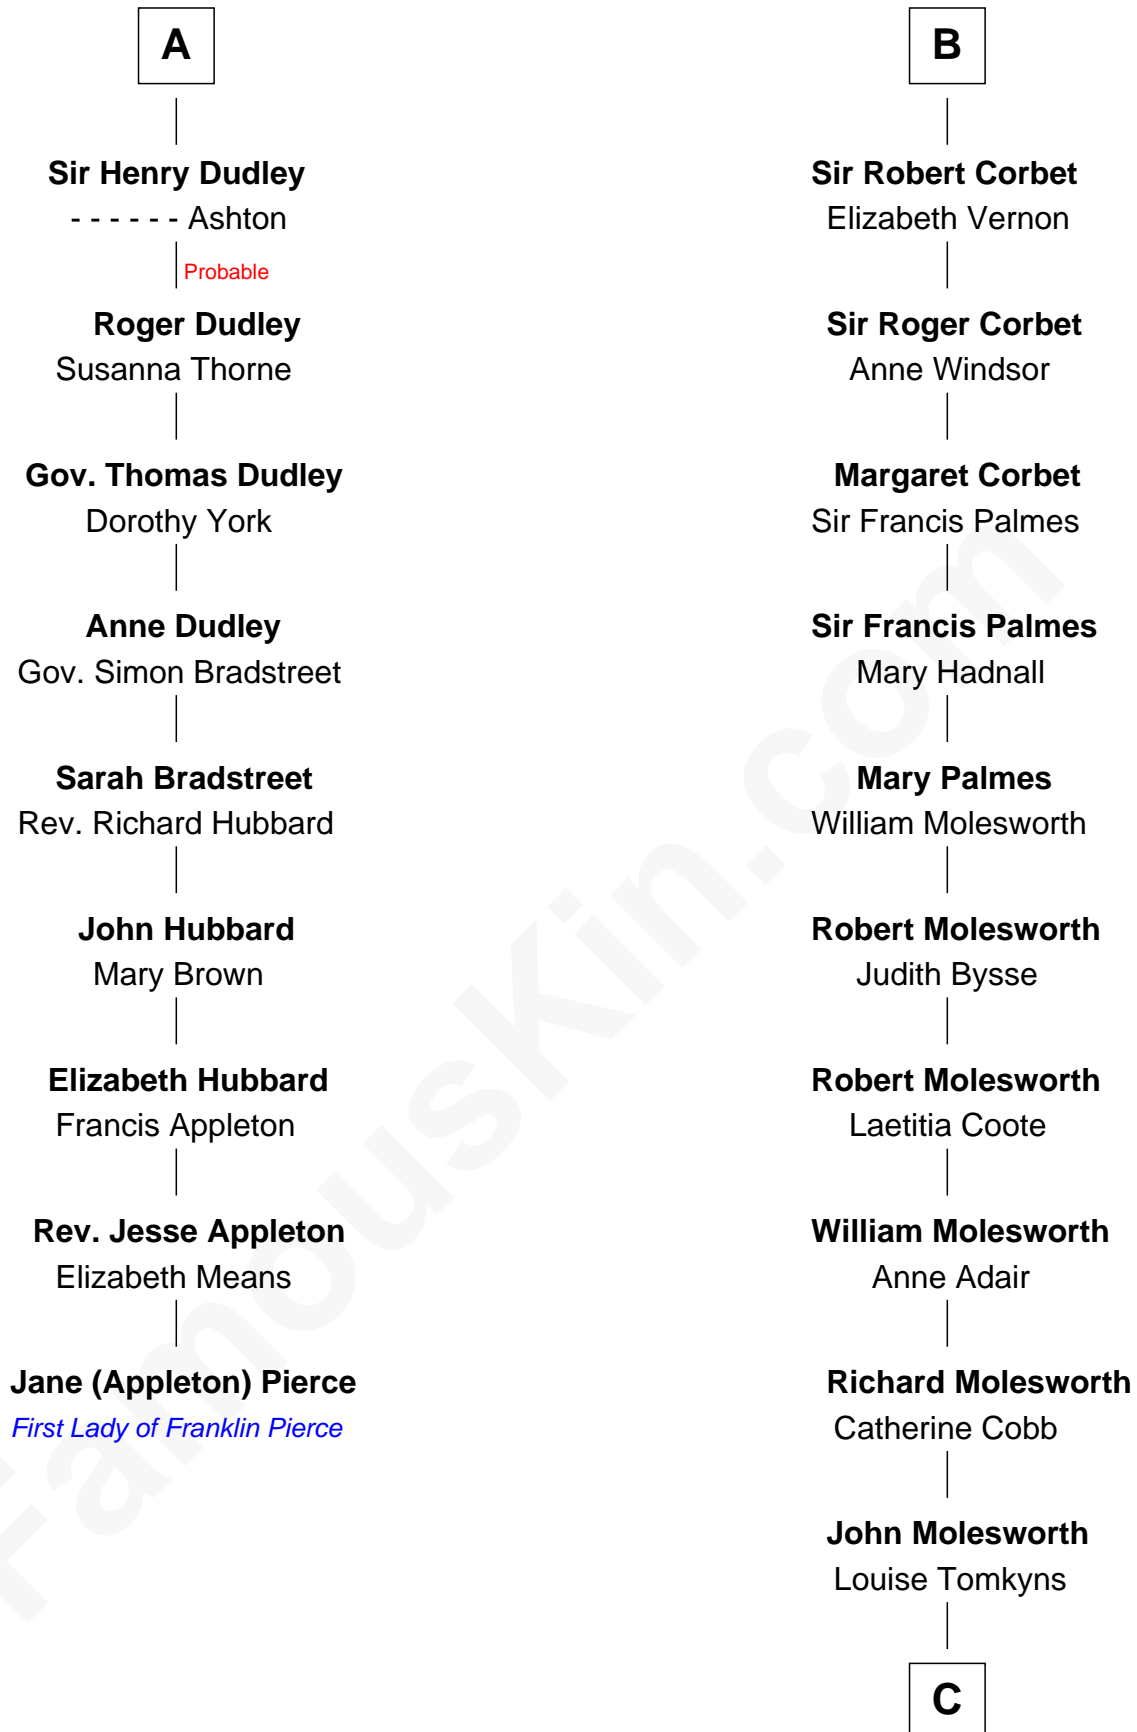 A
Sir Henry Dudley
- - - - - - Ashton
Probable
Roger Dudley
Susanna Thorne
Gov. Thomas Dudley
Dorothy York
Anne Dudley
Gov. Simon Bradstreet
Sarah Bradstreet
Rev. Richard Hubbard
John Hubbard
Mary Brown
Elizabeth Hubbard
Francis Appleton
Rev. Jesse Appleton
Elizabeth Means
Jane (Appleton) Pierce
First Lady of Franklin Pierce
B
Sir Robert Corbet
Elizabeth Vernon
Sir Roger Corbet
Anne Windsor
Margaret Corbet
Sir Francis Palmes
Sir Francis Palmes
Mary Hadnall
Mary Palmes
William Molesworth
Robert Molesworth
Judith Bysse
Robert Molesworth
Laetitia Coote
William Molesworth
Anne Adair
Richard Molesworth
Catherine Cobb
John Molesworth
Louise Tomkyns
C
FamousKin.com